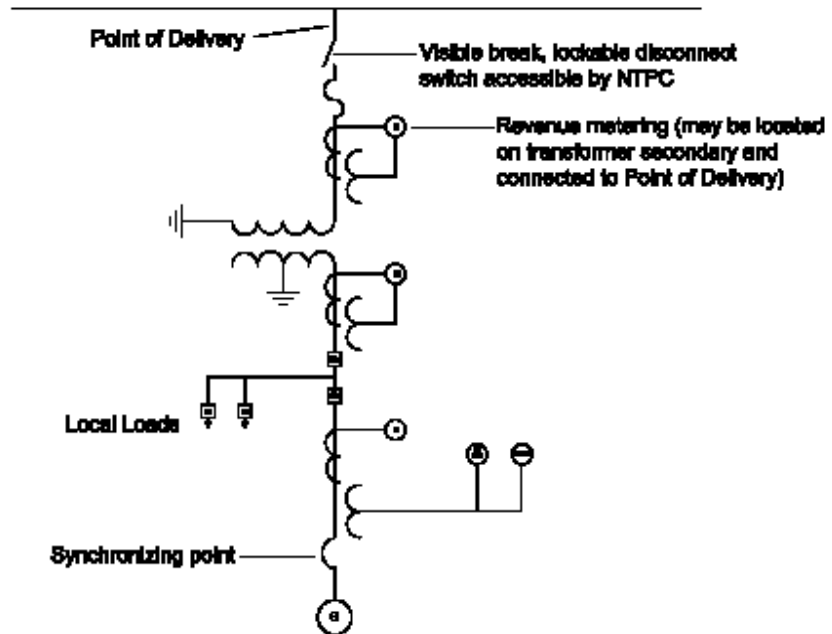 Point of Delivery
Visible break, lockable disconnect
switch accessible by NTPC
Revenue metering (may be located
on transformer secondary and
connected to Point of Delivery)
Local Loads
Synchronizing point